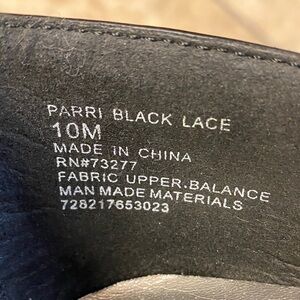 PARRI BLACK LACE
10M
MADE IN CHINA
RN#73277
FABRIC UPPER.BALANCE
MAN MADE MATERIALS
728217653023